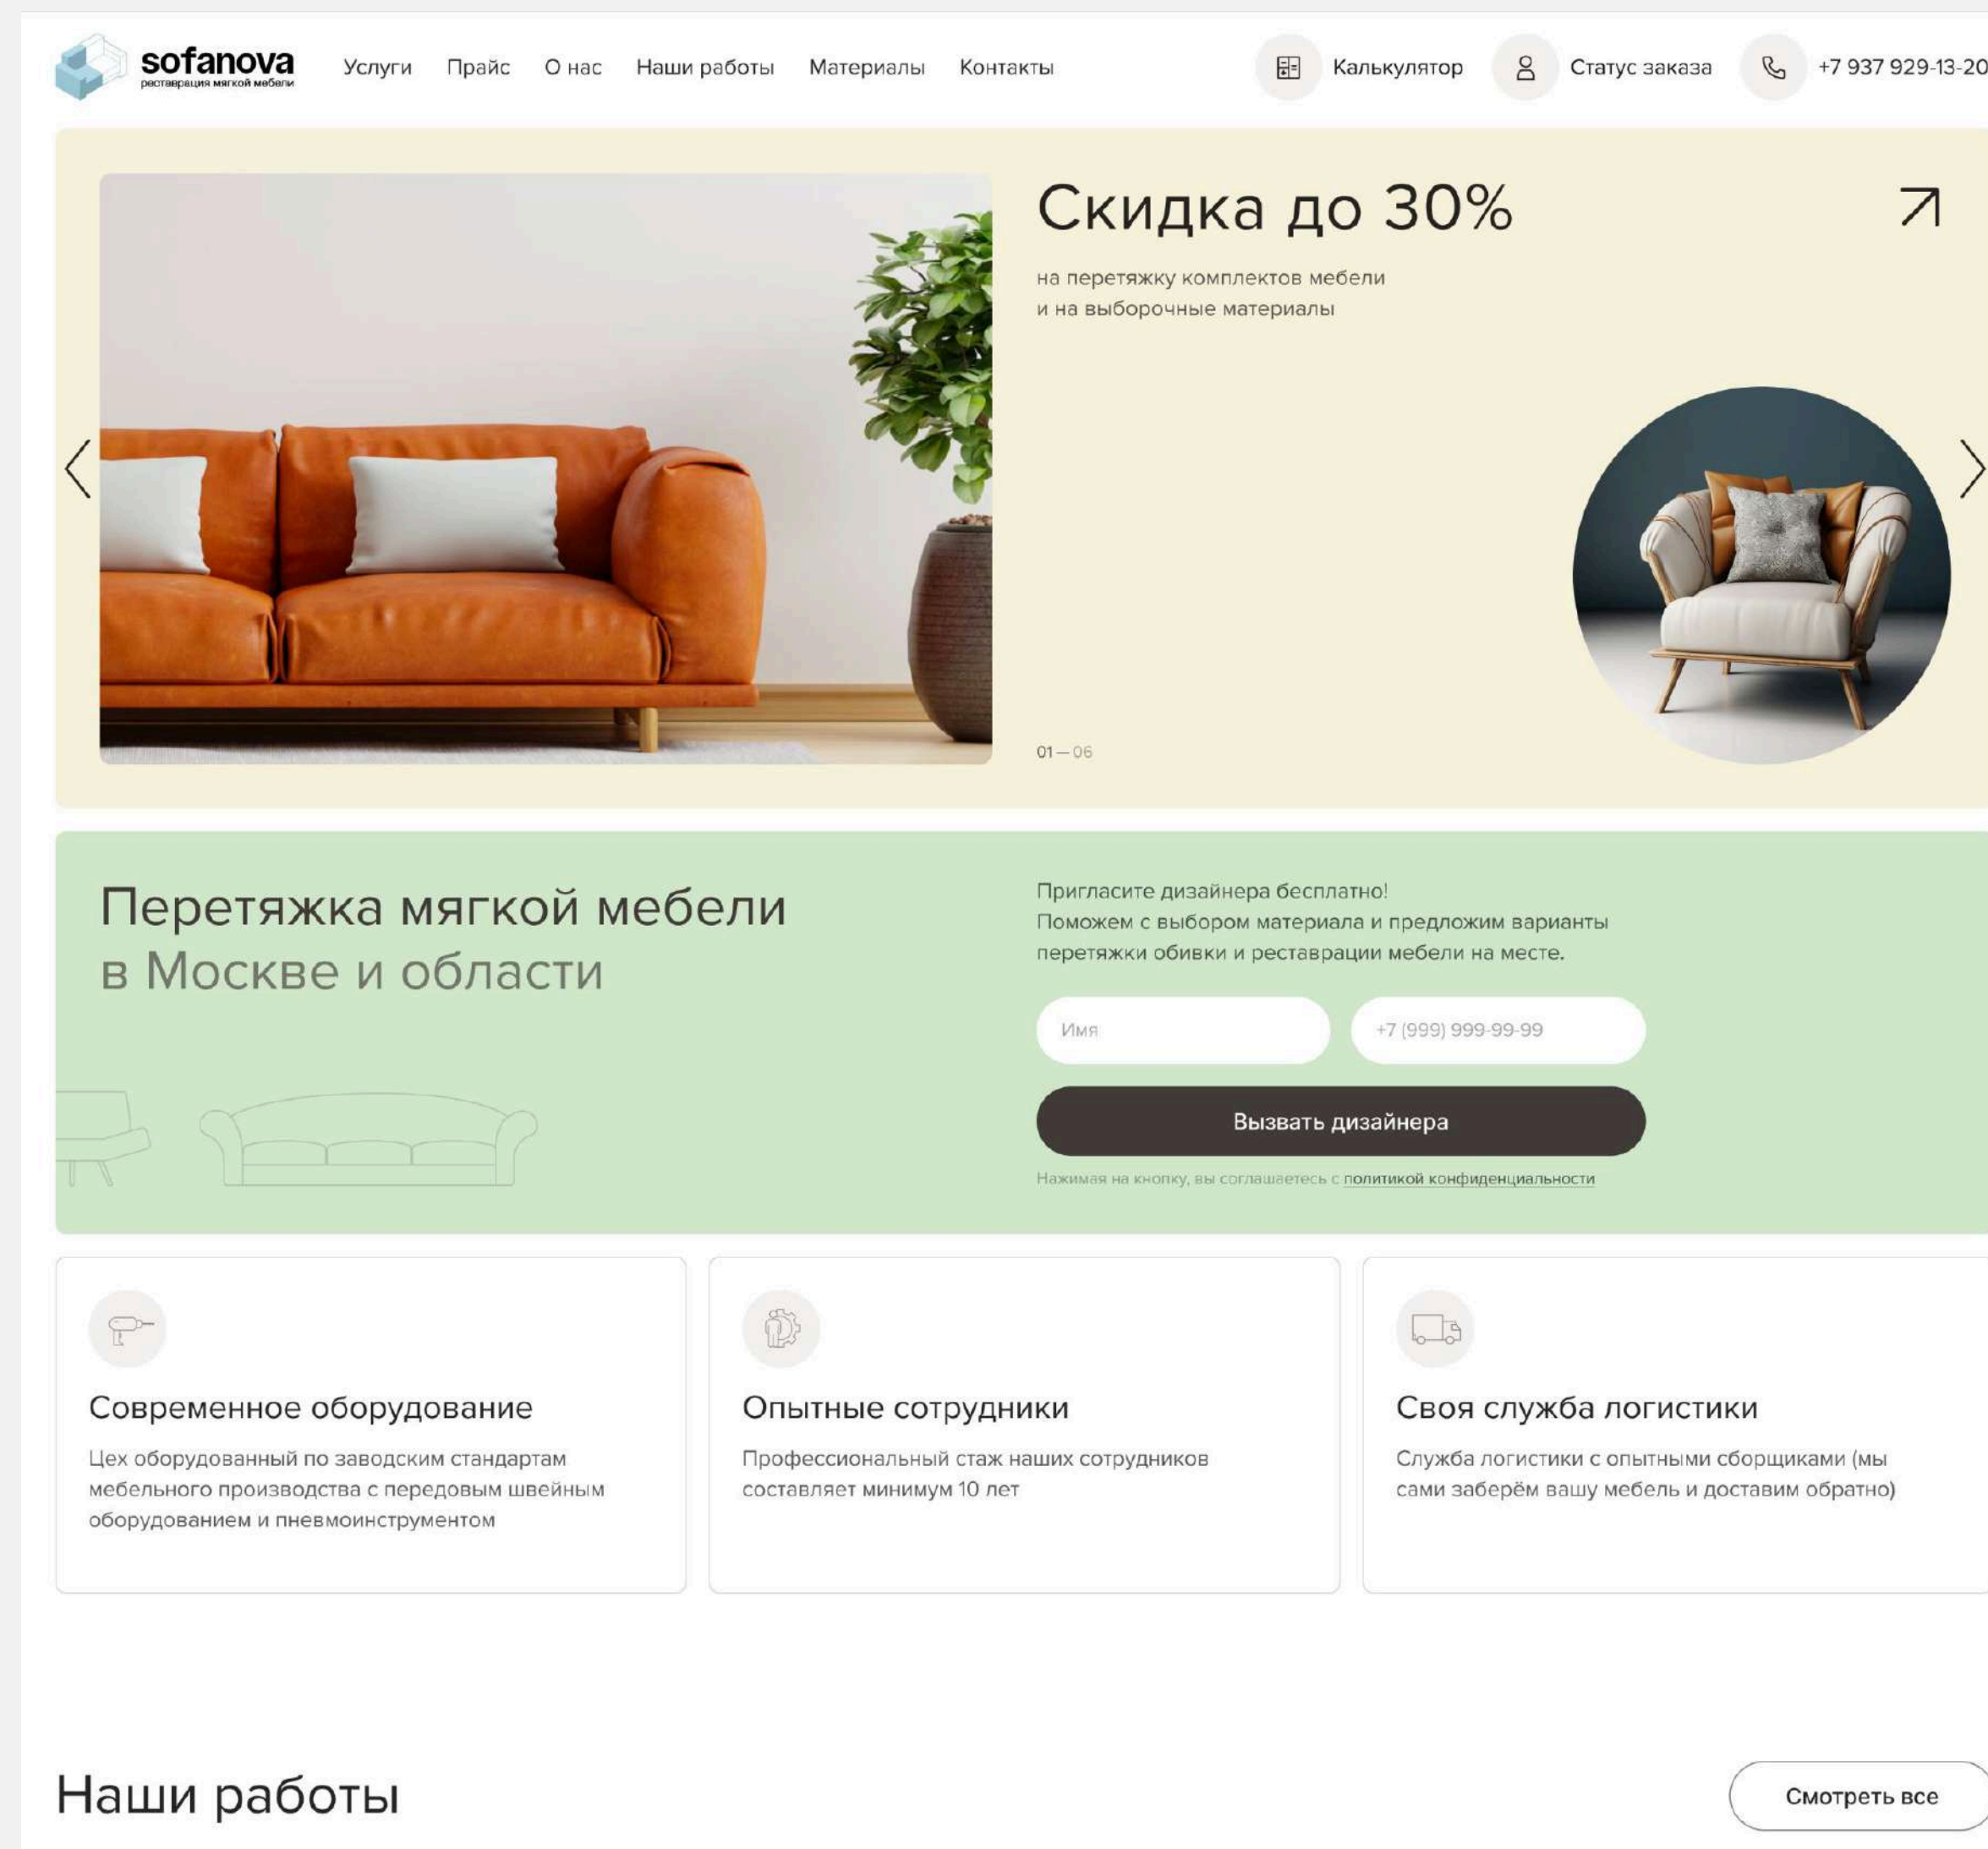 sofanova
реставрация мягкой мебели
Услуги Прайс О нас Наши работы Материалы Контакты
Калькулятор Статус заказа +7 937 929-13-20
Скидка до 30%
на перетяжку комплектов мебели
и на выборочные материалы
01 — 06
Перетяжка мягкой мебели
в Москве и области
Пригласите дизайнера бесплатно!
Поможем с выбором материала и предложим варианты
перетяжки обивки и реставрации мебели на месте.
Имя +7 (999) 999-99-99
Вызвать дизайнера
Нажимая на кнопку, вы соглашаетесь с политикой конфиденциальности
Современное оборудование
Цех оборудованный по заводским стандартам
мебельного производства с передовым швейным
оборудованием и пневмоинструментом
Опытные сотрудники
Профессиональный стаж наших сотрудников
составляет минимум 10 лет
Своя служба логистики
Служба логистики с опытными сборщиками (мы
сами заберём вашу мебель и доставим обратно)
Наши работы
Смотреть все